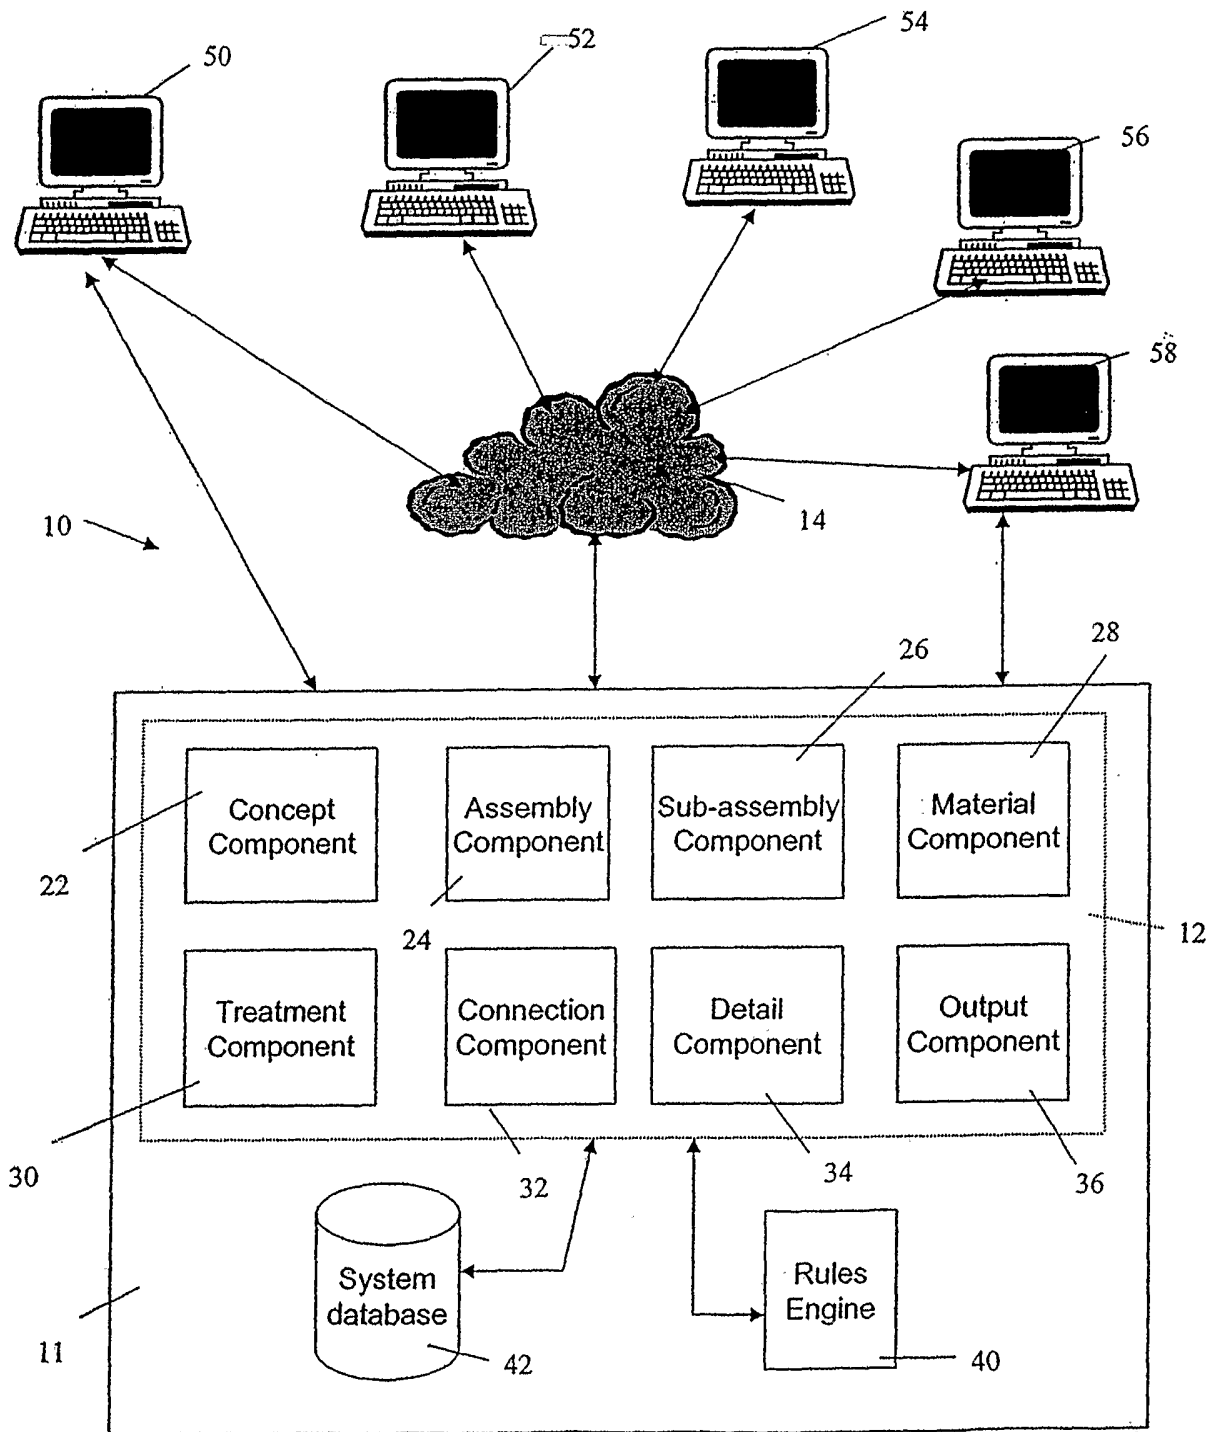 50
52
54
56
58
14
10
26
28
Concept
Component
Assembly
Component
Sub-assembly
Component
Material
Component
22
24
12
Treatment
Component
Connection
Component
Detail
Component
Output
Component
30
32
34
36
System
database
Rules
Engine
11
42
40